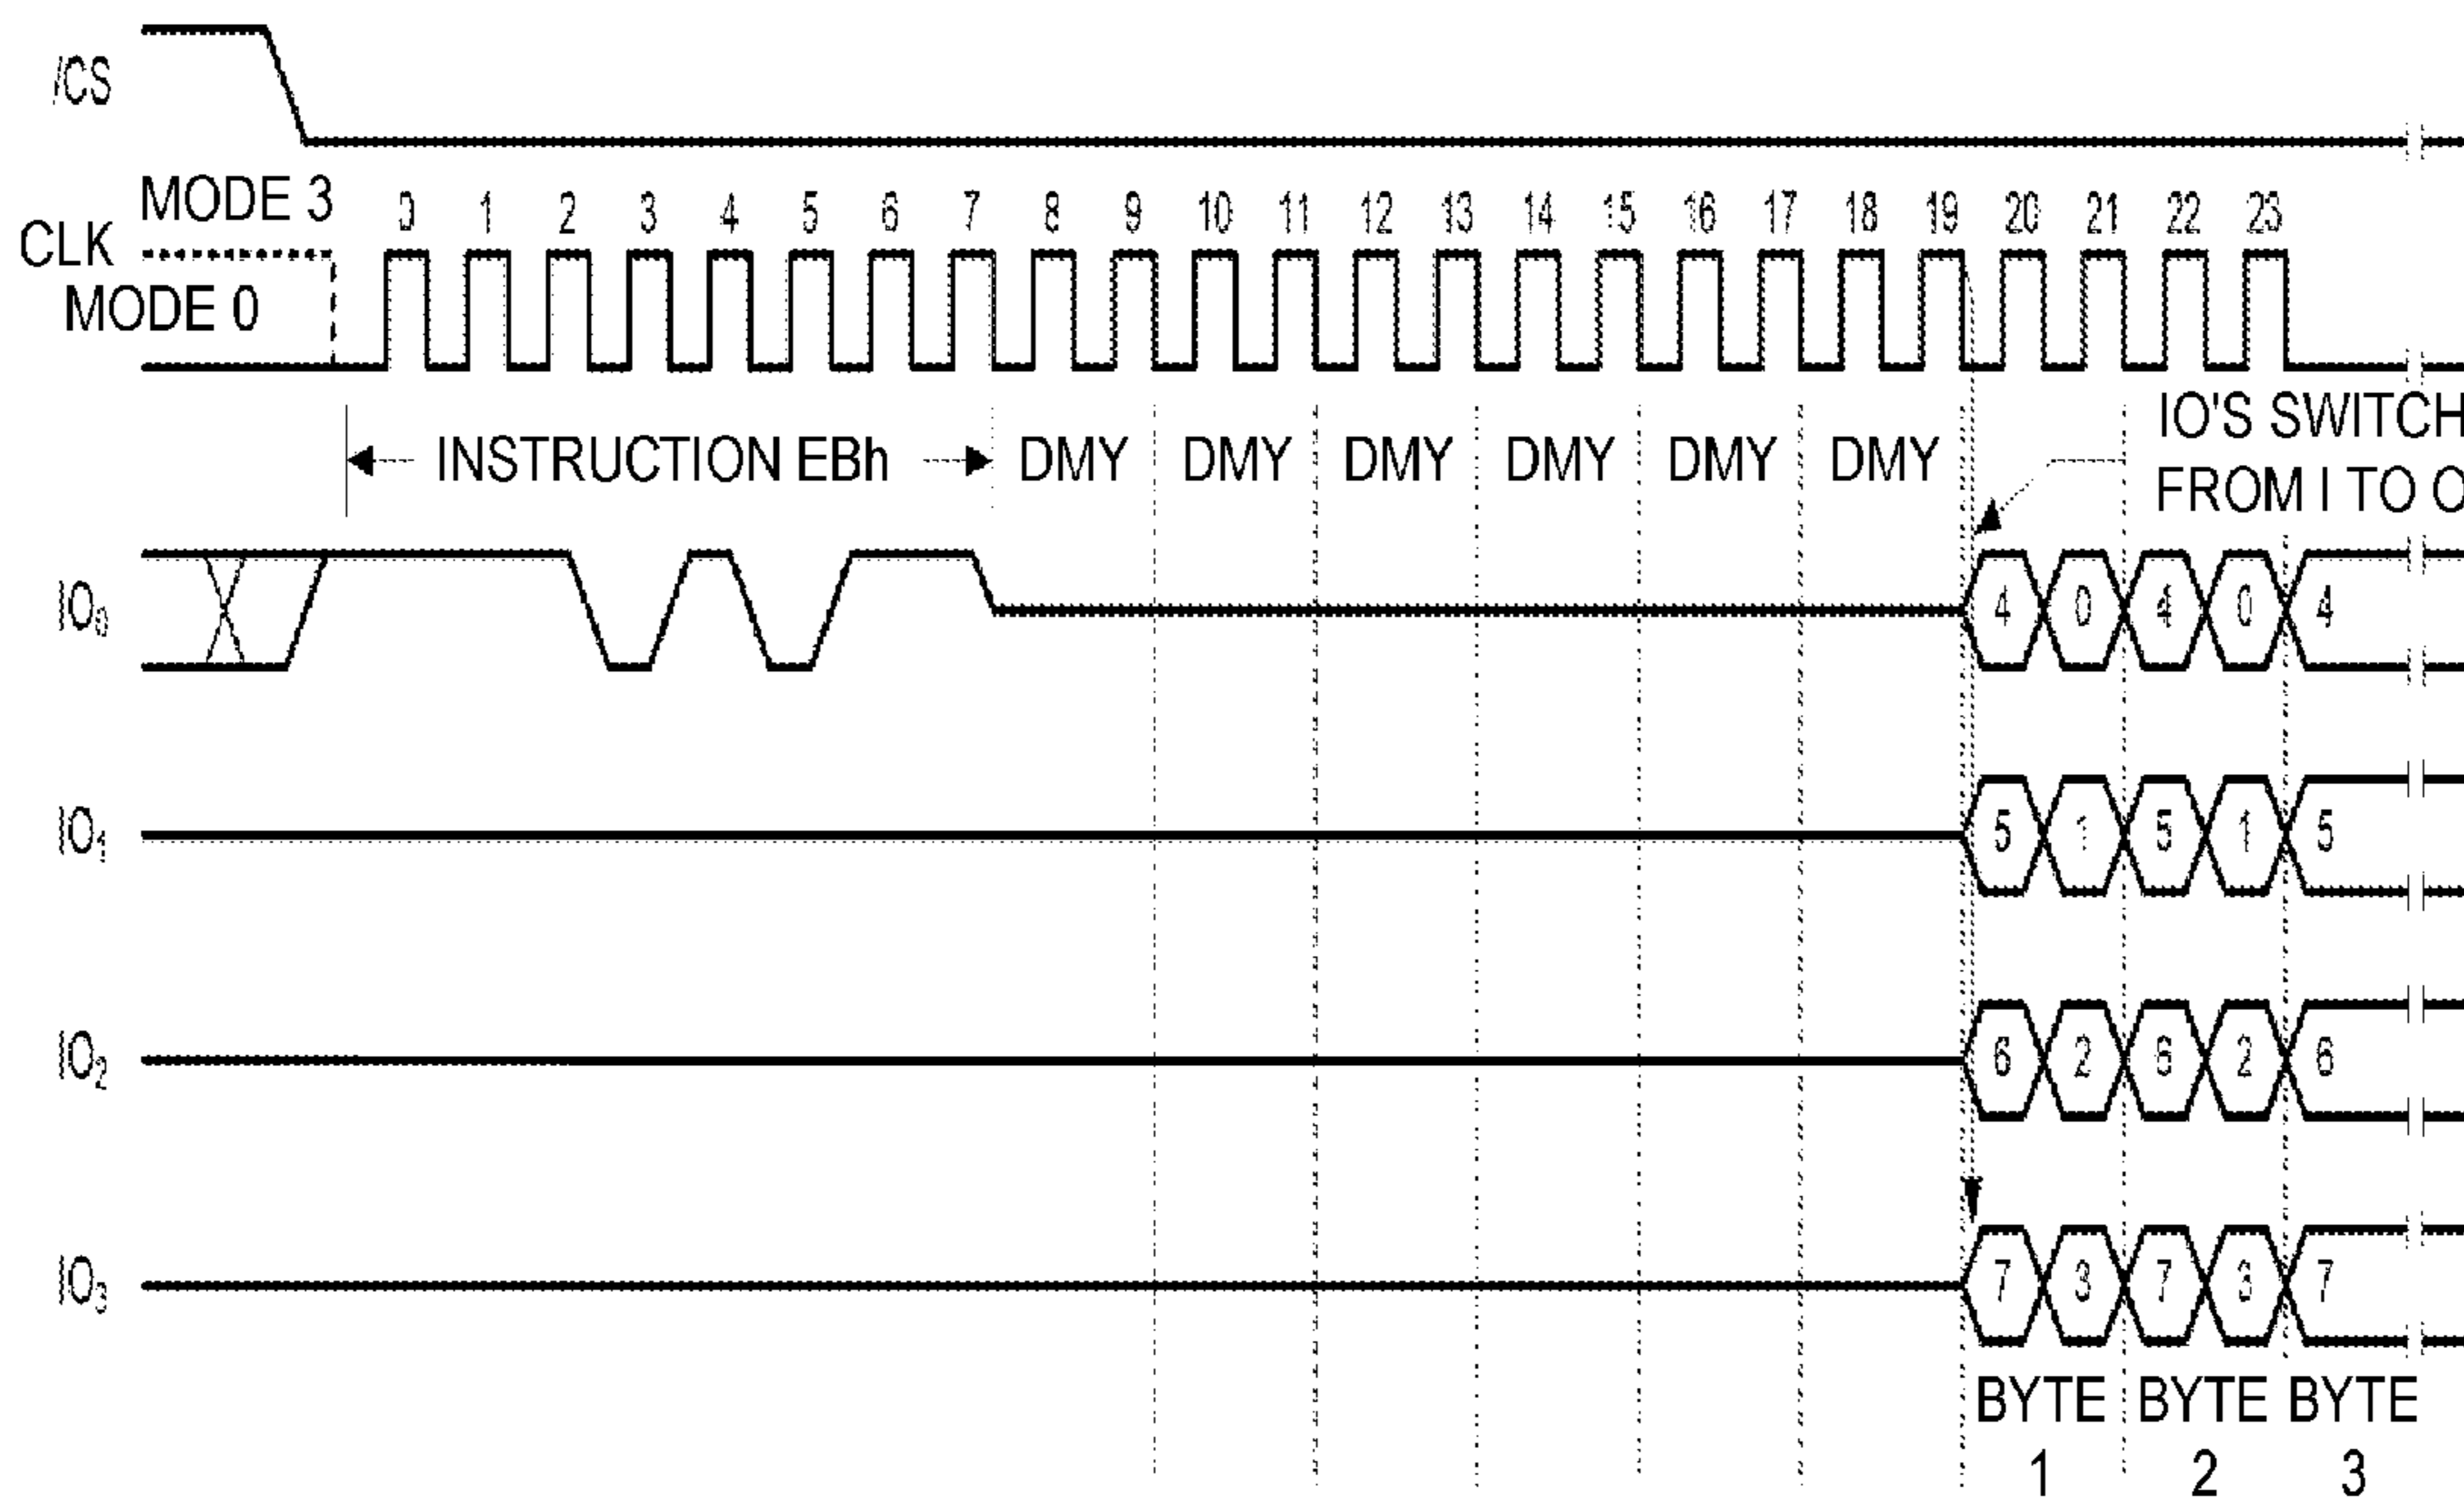 /CS
MODE 3
CLK
MODE 0
0 1 2 3 4 5 6 7 8 9 10 11 12 13 14 15 16 17 18 19 20 21 22 23
INSTRUCTION EBh DMY DMY DMY DMY DMY DMY
IO'S SWITCH
FROM I TO O
IO₀ 4 0 4 0 4
IO₁ 5 1 5 1 5
IO₂ 6 2 6 2 6
IO₃ 7 3 7 3 7
BYTE BYTE BYTE
1 2 3